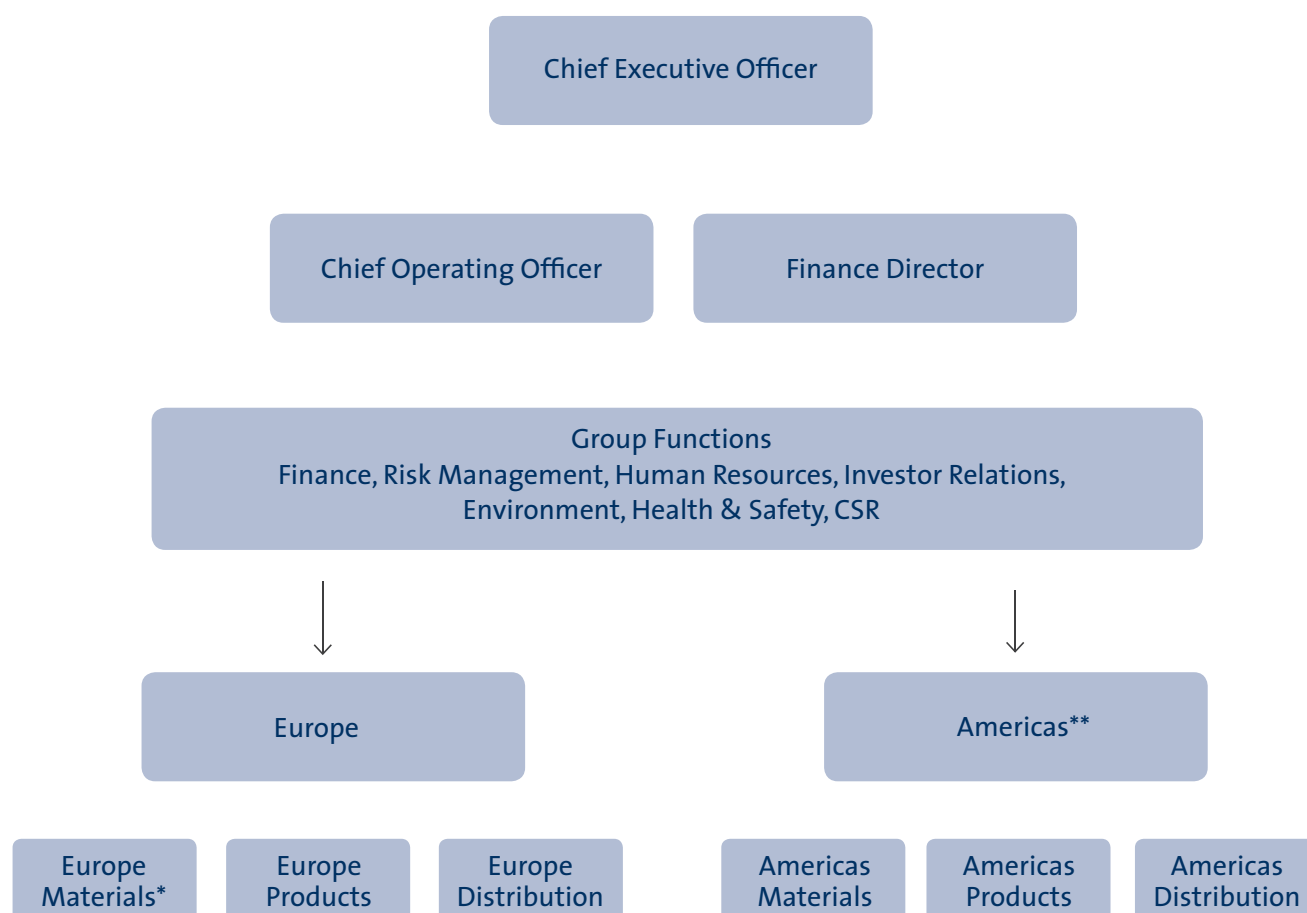 Chief Executive Officer
Chief Operating Officer
Finance Director
Group Functions
Finance, Risk Management, Human Resources, Investor Relations,
Environment, Health & Safety, CSR
Europe
Americas**
Europe
Materials*
Europe
Products
Europe
Distribution
Americas
Materials
Americas
Products
Americas
Distribution